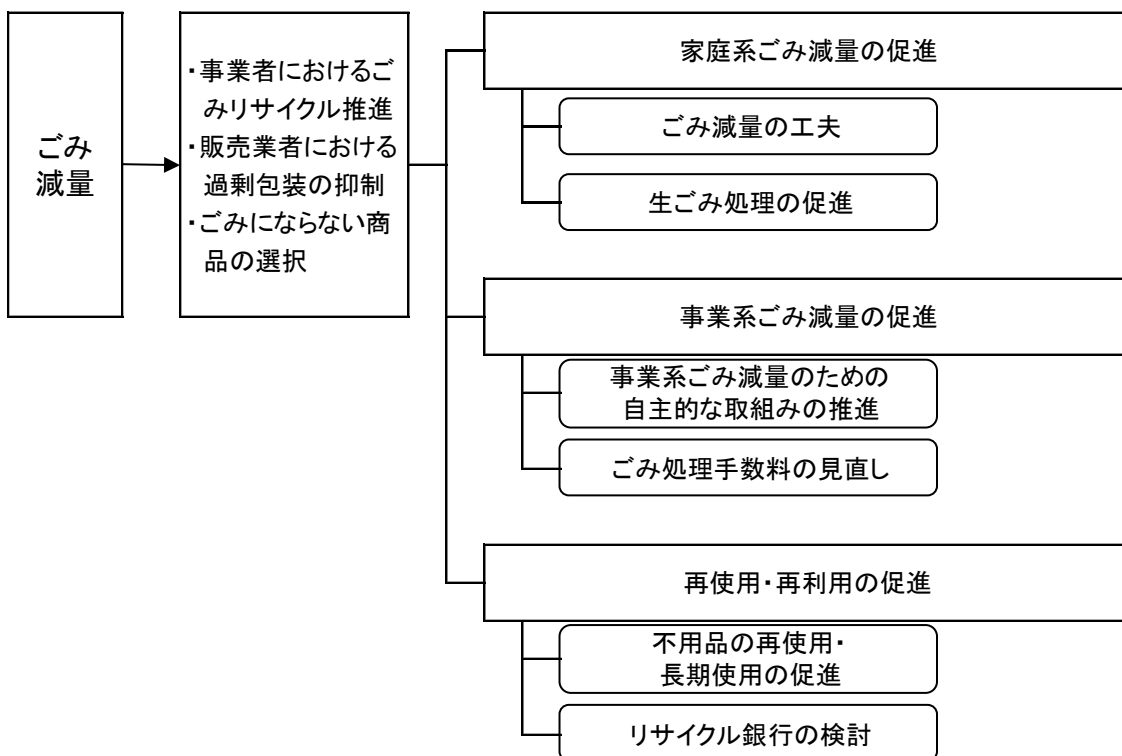 ごみ
減量
・事業者におけるご
みリサイクル推進
・販売業者における
過剰包装の抑制
・ごみにならない商
品の選択
家庭系ごみ減量の促進
ごみ減量の工夫
生ごみ処理の促進
事業系ごみ減量の促進
事業系ごみ減量のための
自主的な取組みの推進
ごみ処理手数料の見直し
再使用・再利用の促進
不用品の再使用・
長期使用の促進
リサイクル銀行の検討